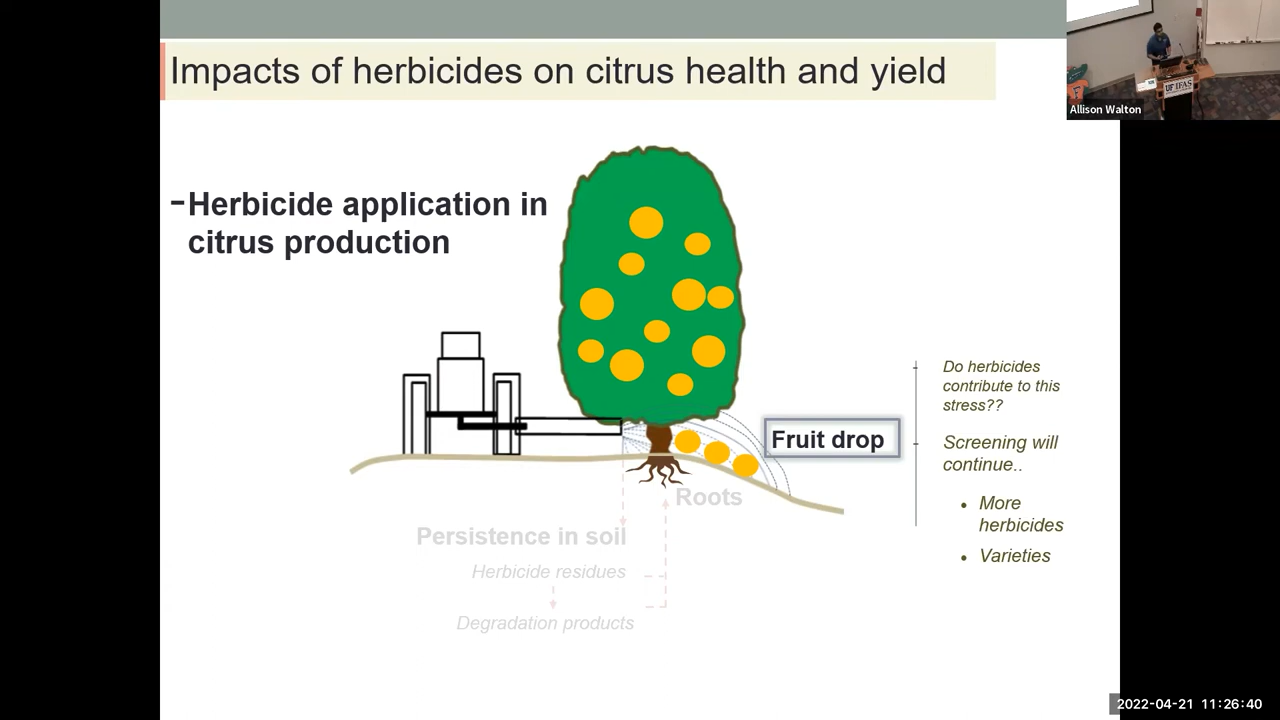 Impacts of herbicides on citrus health and yield
Allison Walton
UF IFAS
-Herbicide application in
citrus production
Do herbicides
contribute to this
stress??
Fruit drop
Screening will
continue..
Roots
• More
herbicides
Persistence in soil
• Varieties
Herbicide residues
Degradation products
2022-04-21 11:26:40